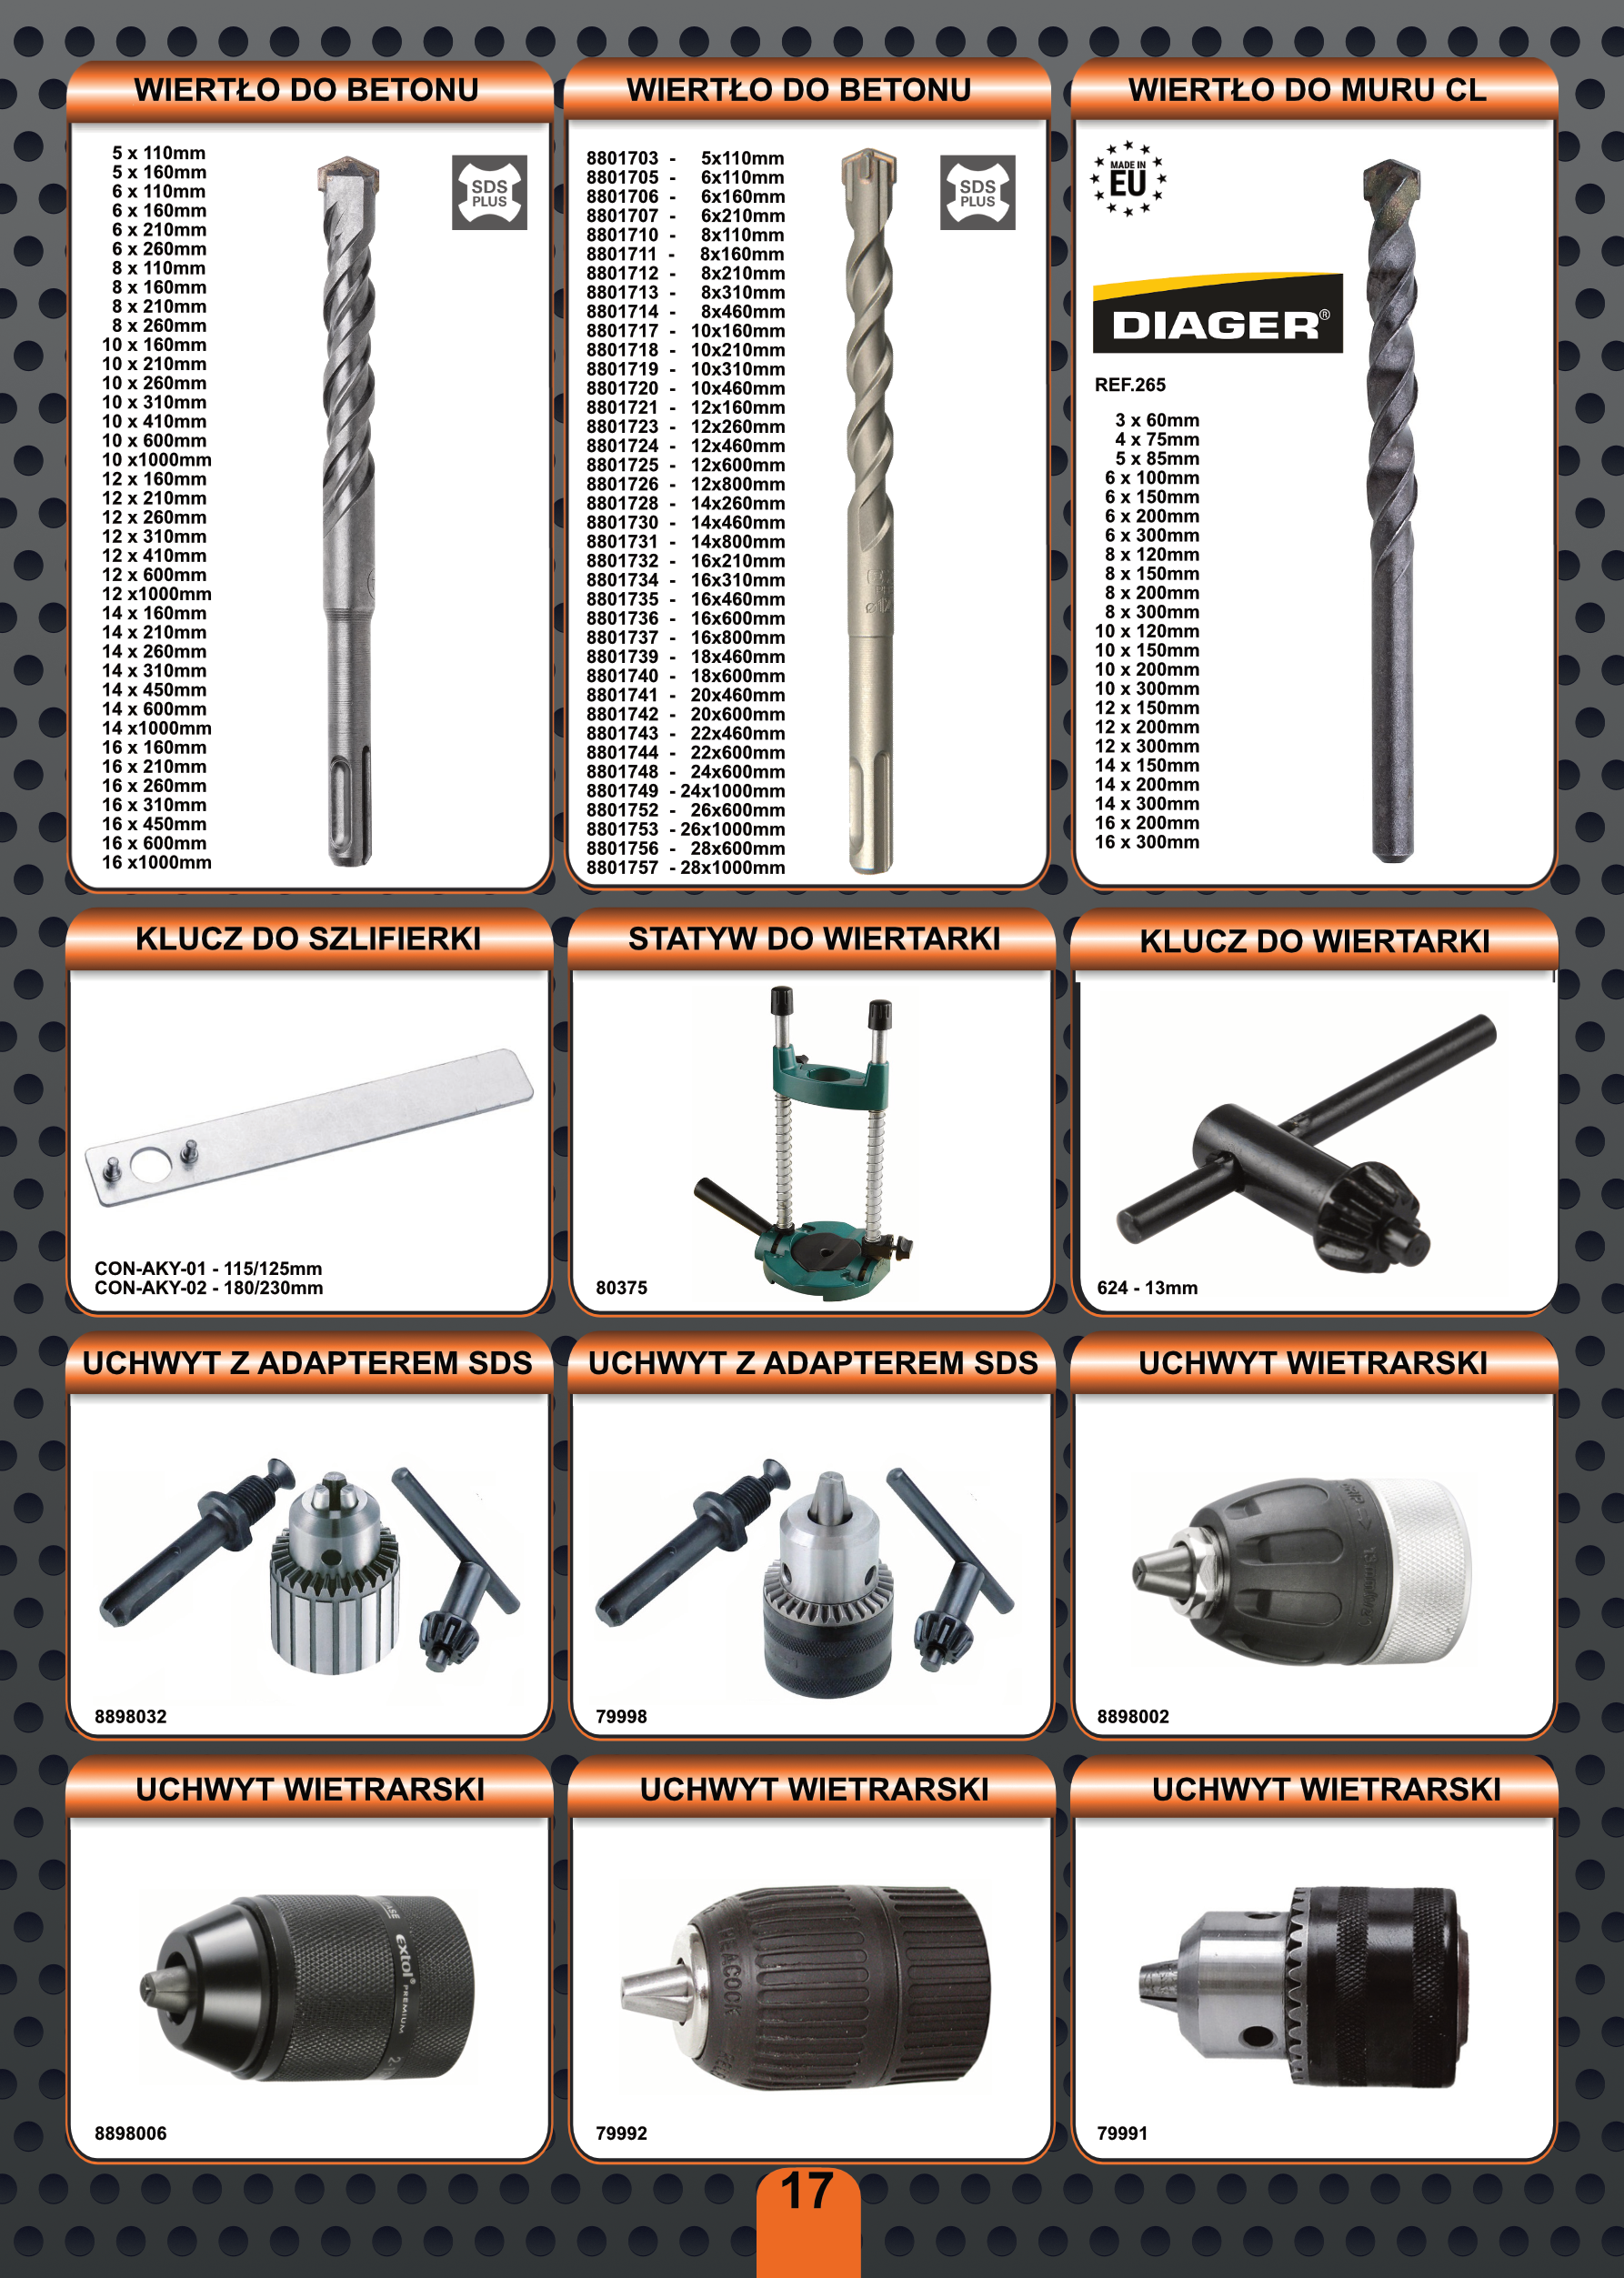 WIERTŁO DO BETONU
5 x 110mm
5 x 160mm
6 x 110mm
6 x 160mm
6 x 210mm
6 x 260mm
8 x 110mm
8 x 160mm
8 x 210mm
8 x 260mm
10 x 160mm
10 x 210mm
10 x 260mm
10 x 310mm
10 x 410mm
10 x 600mm
10 x1000mm
12 x 160mm
12 x 210mm
12 x 260mm
12 x 310mm
12 x 410mm
12 x 600mm
12 x1000mm
14 x 160mm
14 x 210mm
14 x 260mm
14 x 310mm
14 x 450mm
14 x 600mm
14 x1000mm
16 x 160mm
16 x 210mm
16 x 260mm
16 x 310mm
16 x 450mm
16 x 600mm
16 x1000mm
SDS
PLUS
WIERTŁO DO BETONU
8801703 - 5x110mm
8801705 - 6x110mm
8801706 - 6x160mm
8801707 - 6x210mm
8801710 - 8x110mm
8801711 - 8x160mm
8801712 - 8x210mm
8801713 - 8x310mm
8801714 - 8x460mm
8801717 - 10x160mm
8801718 - 10x210mm
8801719 - 10x310mm
8801720 - 10x460mm
8801721 - 12x160mm
8801723 - 12x260mm
8801724 - 12x460mm
8801725 - 12x600mm
8801726 - 12x800mm
8801728 - 14x260mm
8801730 - 14x460mm
8801731 - 14x800mm
8801732 - 16x210mm
8801734 - 16x310mm
8801735 - 16x460mm
8801736 - 16x600mm
8801737 - 16x800mm
8801739 - 18x460mm
8801740 - 18x600mm
8801741 - 20x460mm
8801742 - 20x600mm
8801743 - 22x460mm
8801744 - 22x600mm
8801748 - 24x600mm
8801749 - 24x1000mm
8801752 - 26x600mm
8801753 - 26x1000mm
8801756 - 28x600mm
8801757 - 28x1000mm
SDS
PLUS
WIERTŁO DO MURU CL
MADE IN
EU
DIAGER®
REF.265
3 x 60mm
4 x 75mm
5 x 85mm
6 x 100mm
6 x 150mm
6 x 200mm
6 x 300mm
8 x 120mm
8 x 150mm
8 x 200mm
8 x 300mm
10 x 120mm
10 x 150mm
10 x 200mm
10 x 300mm
12 x 150mm
12 x 200mm
12 x 300mm
14 x 150mm
14 x 200mm
14 x 300mm
16 x 200mm
16 x 300mm
KLUCZ DO SZLIFIERKI
CON-AKY-01 - 115/125mm
CON-AKY-02 - 180/230mm
STATYW DO WIERTARKI
80375
KLUCZ DO WIERTARKI
624 - 13mm
UCHWYT Z ADAPTEREM SDS
8898032
UCHWYT Z ADAPTEREM SDS
79998
UCHWYT WIETRARSKI
8898002
UCHWYT WIETRARSKI
extol® PREMIUM
8898006
UCHWYT WIETRARSKI
PEACOCK
79992
UCHWYT WIETRARSKI
79991
17